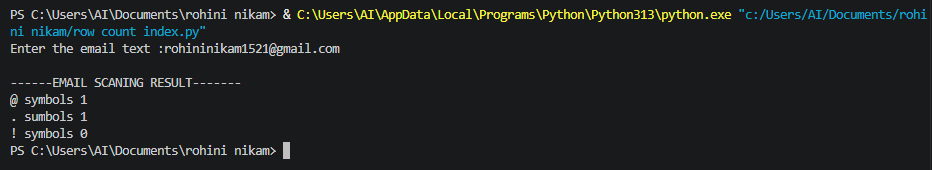 PS C:\Users\AI\Documents\rohini nikam> & C:\Users\AI\AppData\Local\Programs\Python\Python313\python.exe "c:/Users/AI/Documents/rohi
ni nikam/row count index.py"
Enter the email text :rohininikam1521@gmail.com
------EMAIL SCANING RESULT-------
@ symbols 1
. sumbols 1
! symbols 0
PS C:\Users\AI\Documents\rohini nikam>